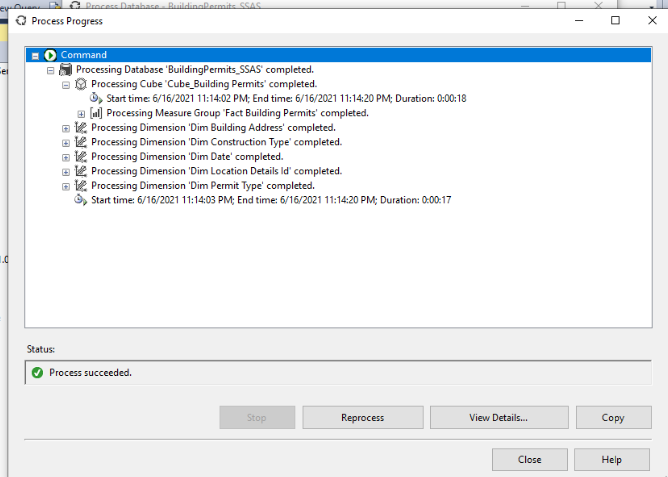 Process Database - BuildingPermits_SSAS
Process Progress
Command
Processing Database 'BuildingPermits_SSAS' completed.
Processing Cube 'Cube_Building Permits' completed.
Start time: 6/16/2021 11:14:02 PM; End time: 6/16/2021 11:14:20 PM; Duration: 0:00:18
Processing Measure Group 'Fact Building Permits' completed.
Processing Dimension 'Dim Building Address' completed.
Processing Dimension 'Dim Construction Type' completed.
Processing Dimension 'Dim Date' completed.
Processing Dimension 'Dim Location Details Id' completed.
Processing Dimension 'Dim Permit Type' completed.
Start time: 6/16/2021 11:14:03 PM; End time: 6/16/2021 11:14:20 PM; Duration: 0:00:17
Status:
Process succeeded.
Stop Reprocess View Details... Copy
Close Help